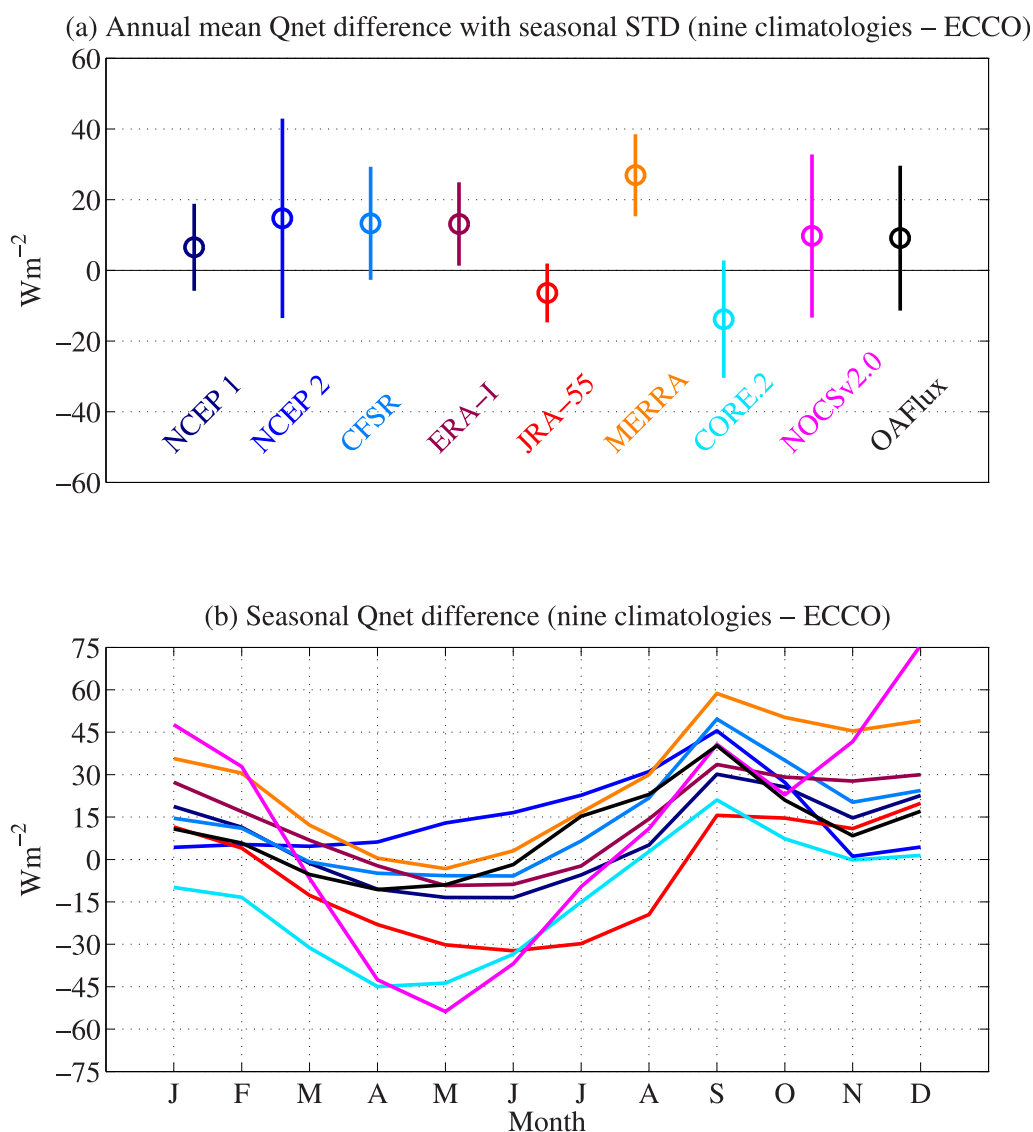 (a) Annual mean Qnet difference with seasonal STD (nine climatologies – ECCO)
60
40
20
0
–20
–40
–60
Wm–2
NCEP 1
NCEP 2
CFSR
ERA–I
JRA–55
MERRA
CORE.2
NOCSv2.0
OAFlux
(b) Seasonal Qnet difference (nine climatologies – ECCO)
75
60
45
30
15
0
–15
–30
–45
–60
–75
Wm–2
J F M A M J J A S O N D
Month